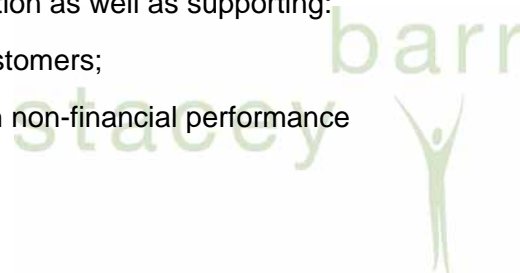 tion as well as supporting:
stomers;
n non-financial performance
barr
stacey